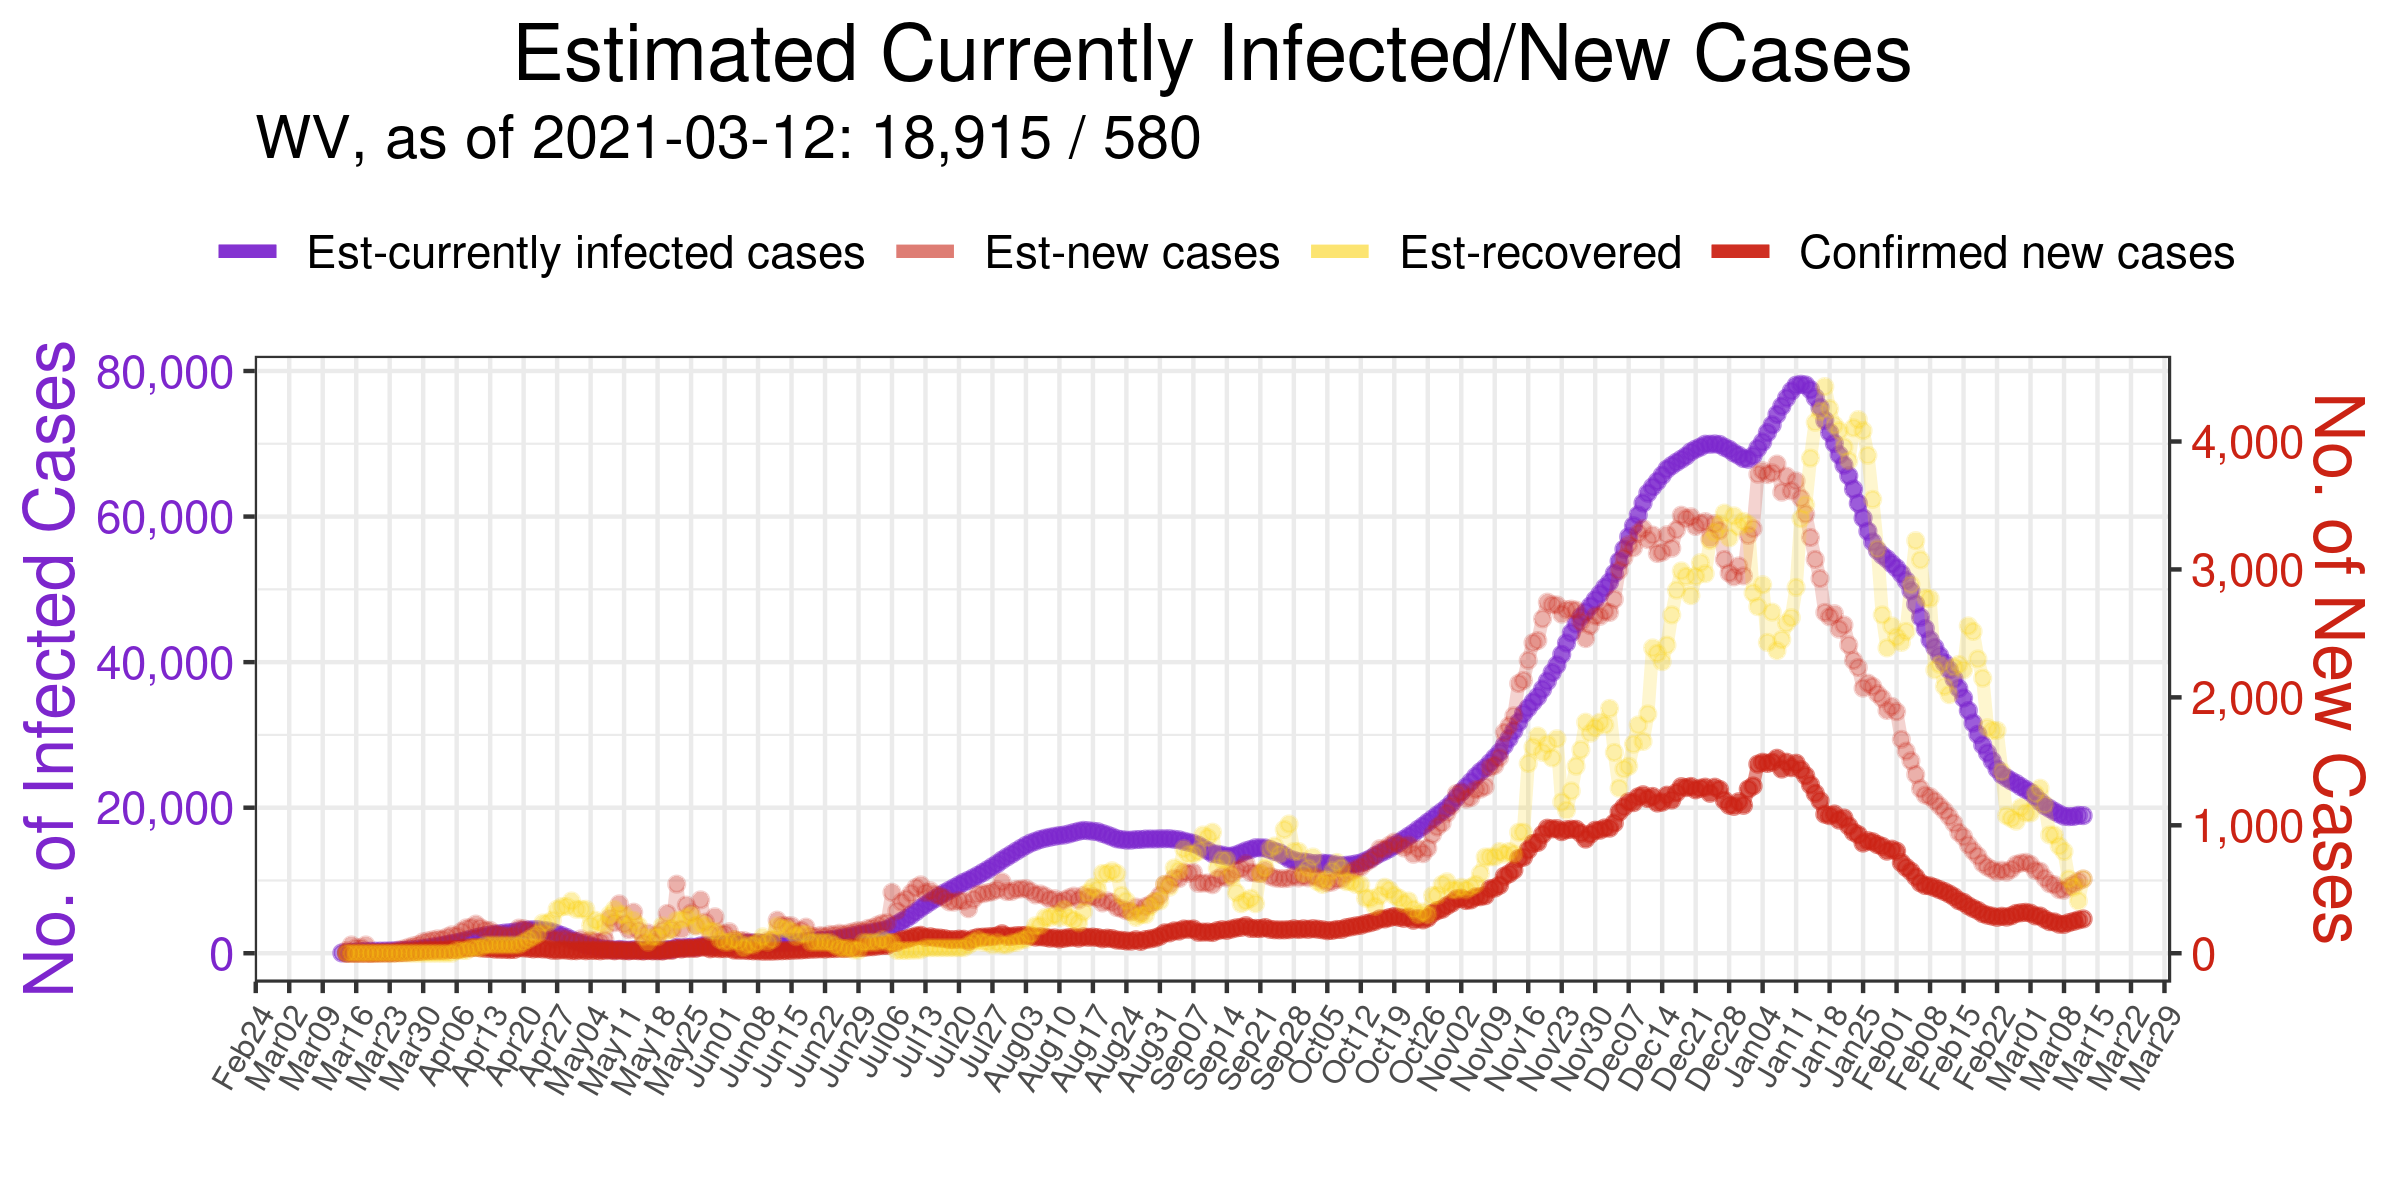 Estimated Currently Infected/New Cases
WV, as of 2021-03-12: 18,915 / 580
Est-currently infected cases Est-new cases Est-recovered Confirmed new cases
No. of Infected Cases
80,000
60,000
40,000
20,000
0
No. of New Cases
4,000
3,000
2,000
1,000
0
Feb24 Mar02 Mar09 Mar16 Mar23 Mar30 Apr06 Apr13 Apr20 Apr27 May04 May11 May18 May25 Jun01 Jun08 Jun15 Jun22 Jun29 Jul06 Jul13 Jul20 Jul27 Aug03 Aug10 Aug17 Aug24 Aug31 Sep07 Sep14 Sep21 Sep28 Oct05 Oct12 Oct19 Oct26 Nov02 Nov09 Nov16 Nov23 Nov30 Dec07 Dec14 Dec21 Dec28 Jan04 Jan11 Jan18 Jan25 Feb01 Feb08 Feb15 Feb22 Mar01 Mar08 Mar15 Mar22 Mar29